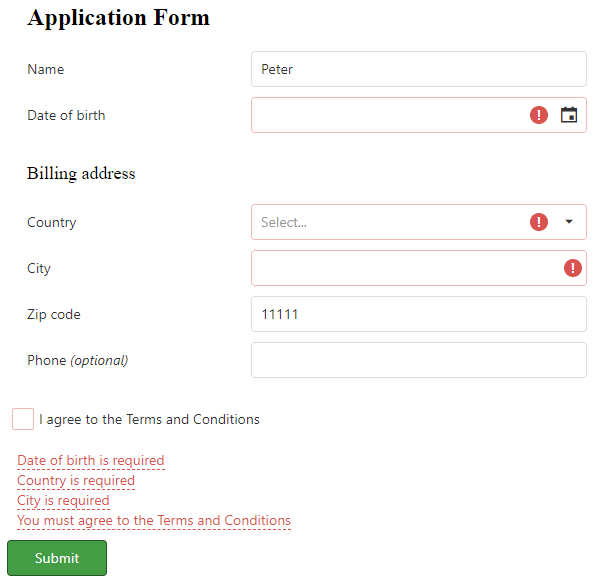 Application Form
Name Peter
Date of birth
Billing address
Country Select...
City
Zip code 11111
Phone (optional)
I agree to the Terms and Conditions
Date of birth is required
Country is required
City is required
You must agree to the Terms and Conditions
Submit